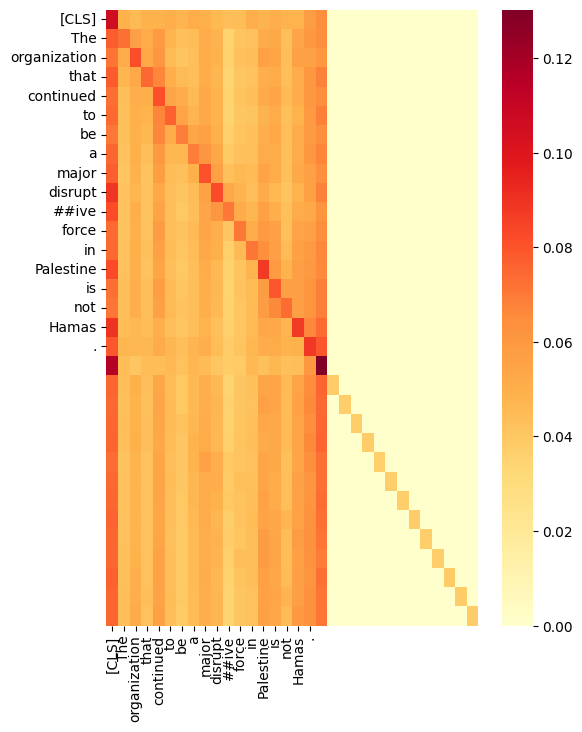 [CLS]
The
organization
that
continued
to
be
a
major
disrupt
##ive
force
in
Palestine
is
not
Hamas
.
[CLS]
The
organization
that
continued
to
be
a
major
disrupt
##ive
force
in
Palestine
is
not
Hamas
.
0.12
0.10
0.08
0.06
0.04
0.02
0.00